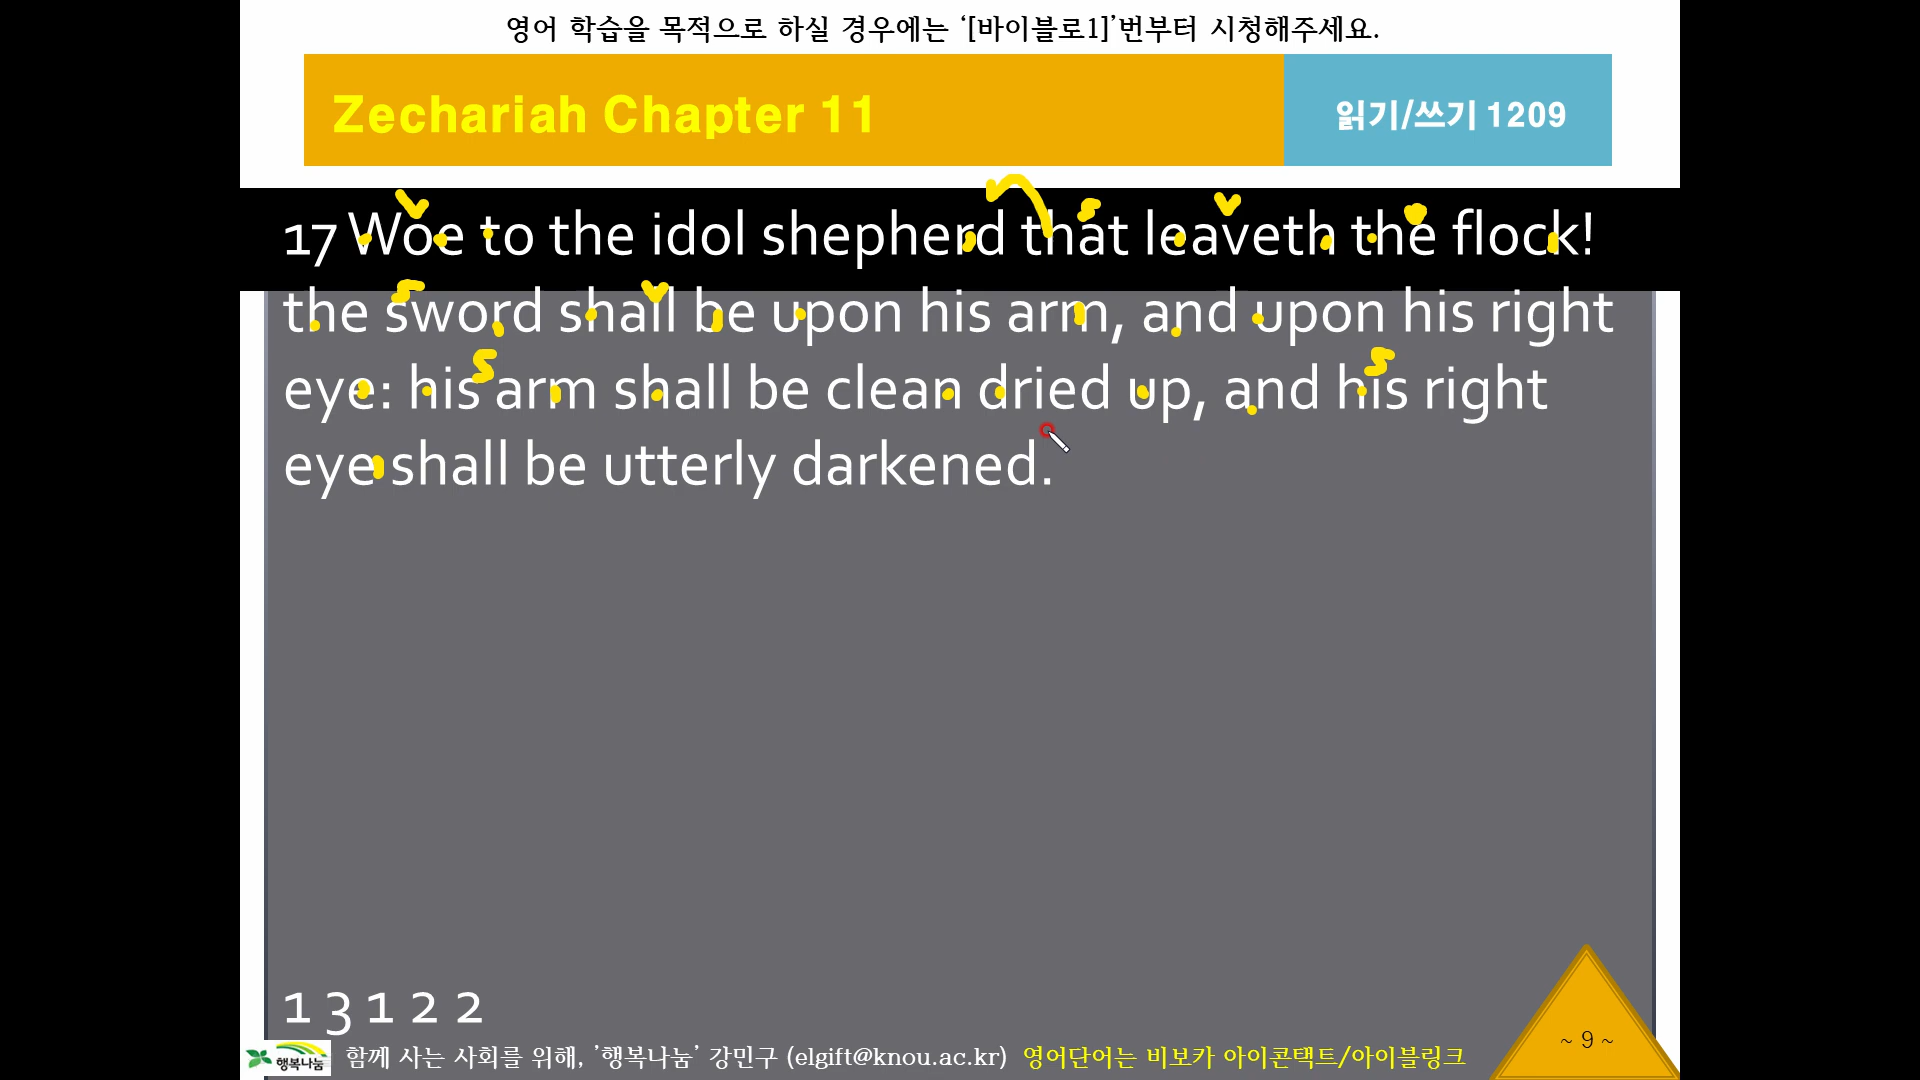 영어 학습을 목적으로 하실 경우에는 ‘[바이블로1]’번부터 시청해주세요.
Zechariah Chapter 11
읽기/쓰기 1209
17 Woe to the idol shepherd that leaveth the flock!
the sword shall be upon his arm, and upon his right
eye: his arm shall be clean dried up, and his right
eye shall be utterly darkened.
1 3 1 2 2
~ 9 ~
행복나눔
함께 사는 사회를 위해, ’행복나눔’ 강민구 (elgift@knou.ac.kr) 영어단어는 비보카 아이콘택트/아이블링크